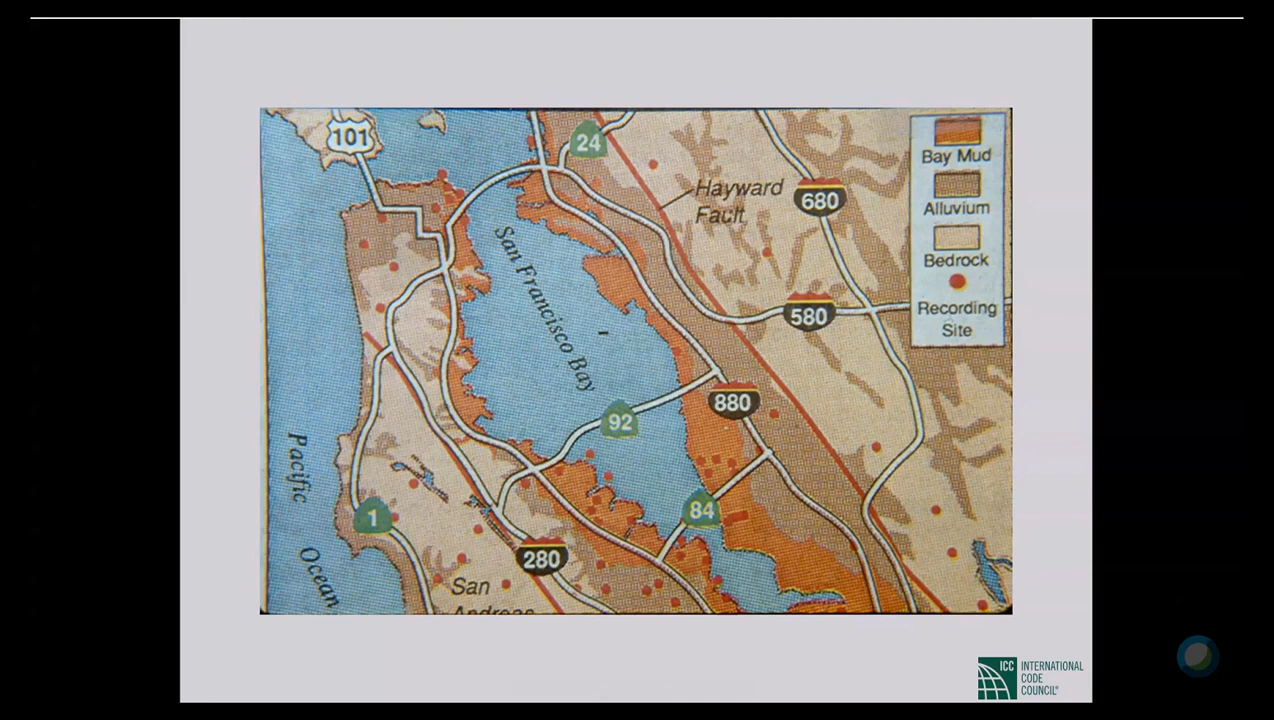 101
24
Hayward
Fault
680
Bay Mud
Alluvium
Bedrock
Recording
Site
San Francisco Bay
580
880
92
Pacific
Ocean
84
1
280
San
Andreas
ICC
INTERNATIONAL
CODE
COUNCIL®